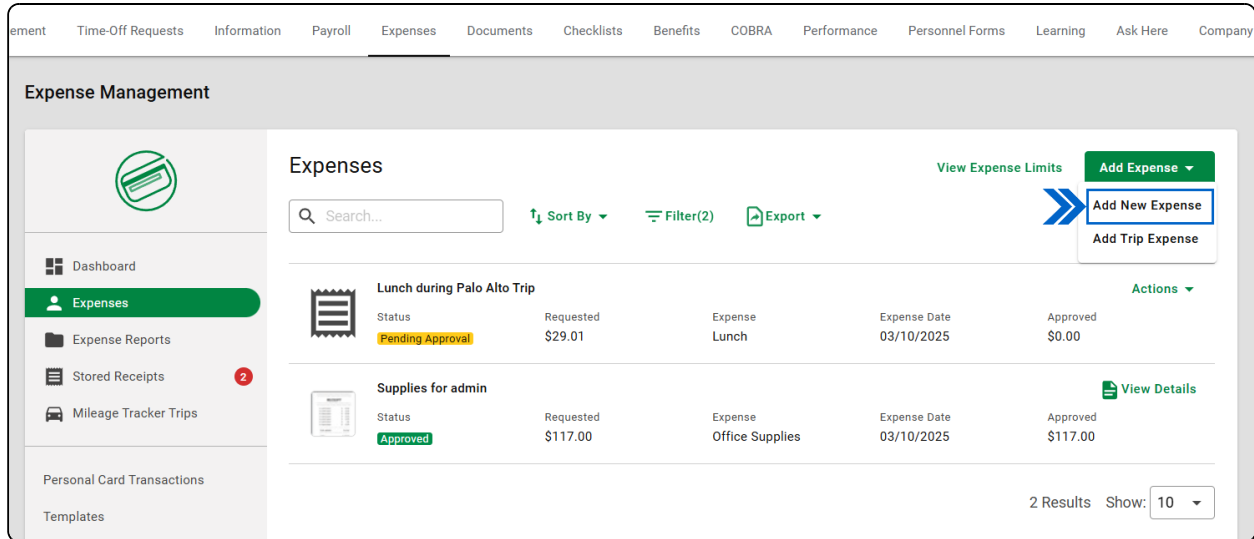 ement Time-Off Requests Information Payroll Expenses Documents Checklists Benefits COBRA Performance Personnel Forms Learning Ask Here Company
Expense Management
Expenses
View Expense Limits
Add Expense
Search...
Sort By
Filter(2)
Export
Add New Expense
Add Trip Expense
Dashboard
Expenses
Expense Reports
Stored Receipts 2
Mileage Tracker Trips
Personal Card Transactions
Templates
Lunch during Palo Alto Trip
Actions
Status Requested Expense Expense Date Approved
Pending Approval $29.01 Lunch 03/10/2025 $0.00
Supplies for admin
View Details
Status Requested Expense Expense Date Approved
Approved $117.00 Office Supplies 03/10/2025 $117.00
2 Results Show: 10